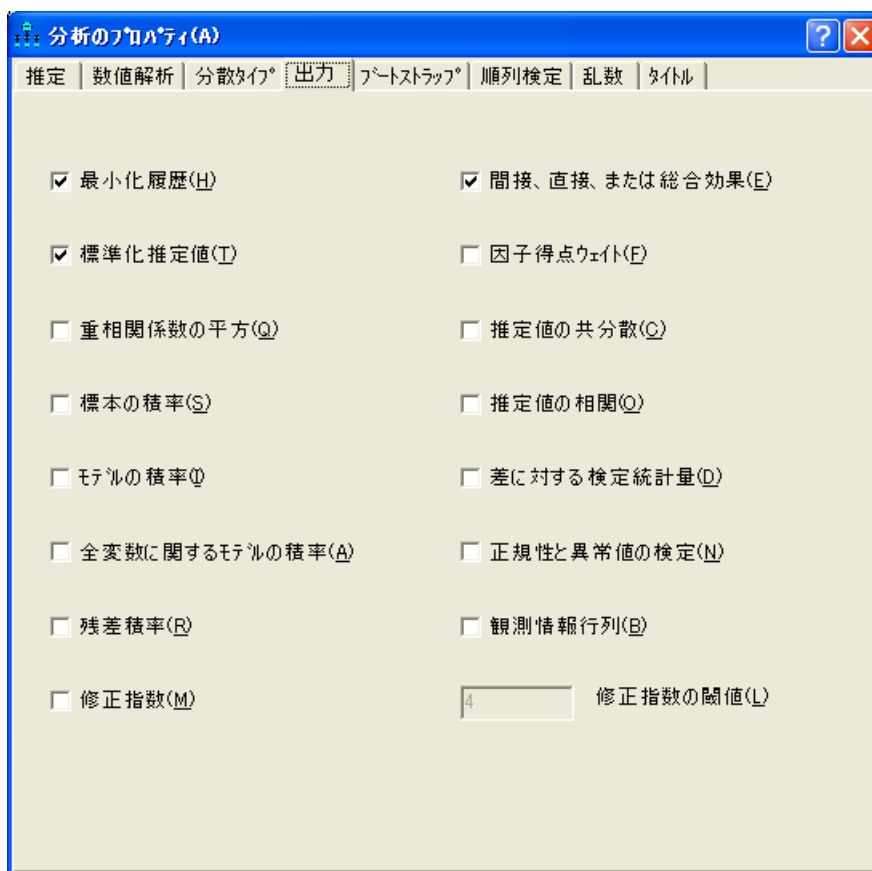 分析のﾌﾟﾛﾊﾟﾃｨ(A)
推定 数値解析 分散ﾀｲﾌﾟ 出力 ﾌﾞｰﾄｽﾄﾗｯﾌﾟ 順列検定 乱数 ﾀｲﾄﾙ
最小化履歴(H) 間接、直接、または総合効果(E)
標準化推定値(T) 因子得点ｳｪｲﾄ(F)
重相関係数の平方(Q) 推定値の共分散(C)
標本の積率(S) 推定値の相関(O)
ﾓﾃﾞﾙの積率(I) 差に対する検定統計量(D)
全変数に関するﾓﾃﾞﾙの積率(A) 正規性と異常値の検定(N)
残差積率(R) 観測情報行列(B)
修正指数(M) 4 修正指数の閾値(L)